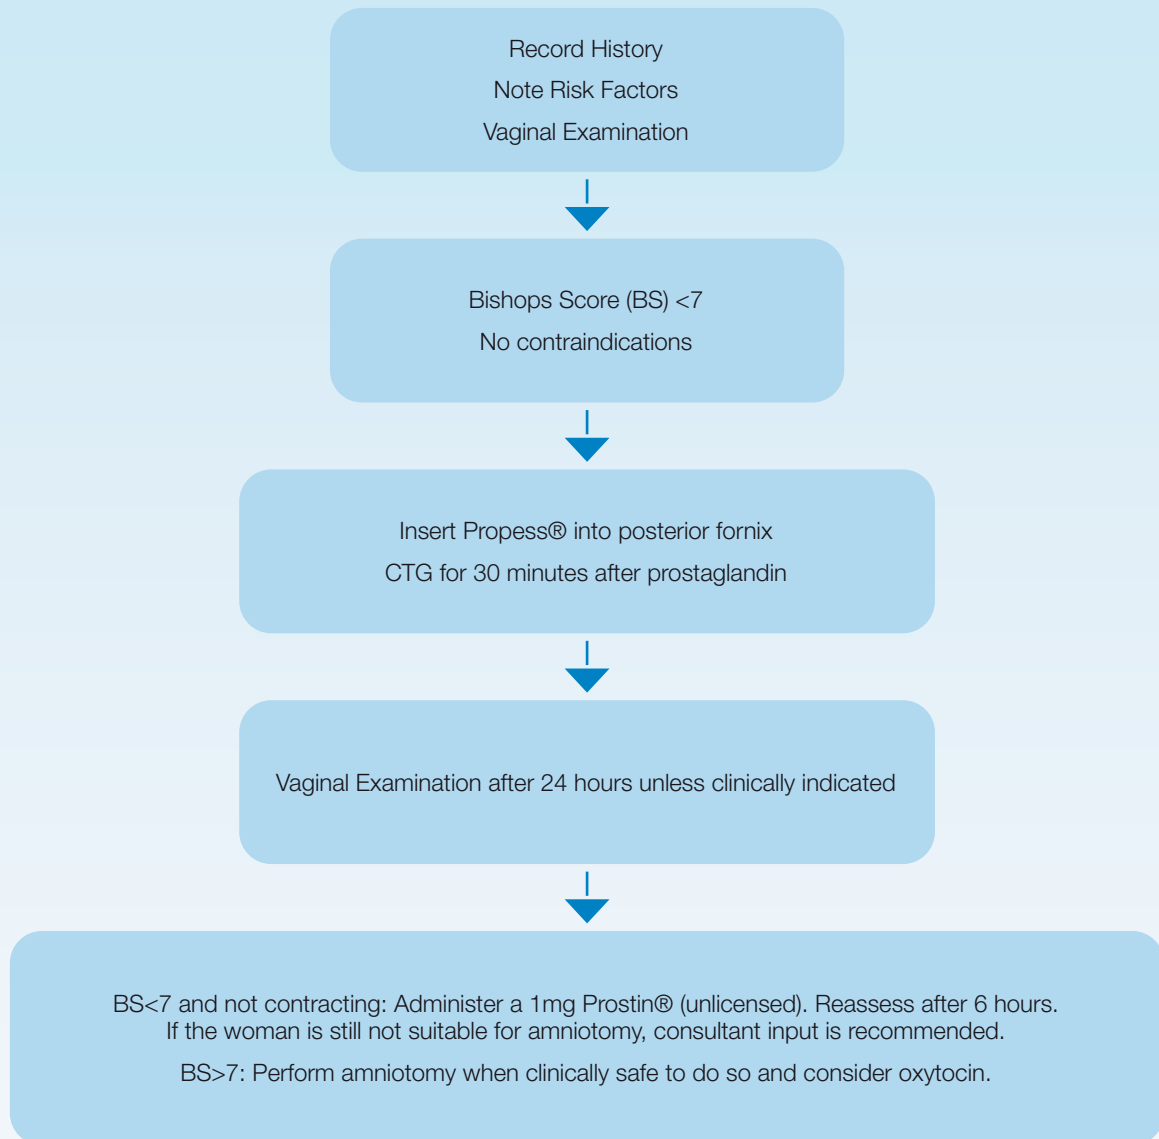 Record History
Note Risk Factors
Vaginal Examination
Bishops Score (BS) <7
No contraindications
Insert Propess® into posterior fornix
CTG for 30 minutes after prostaglandin
Vaginal Examination after 24 hours unless clinically indicated
BS<7 and not contracting: Administer a 1mg Prostin® (unlicensed). Reassess after 6 hours.
If the woman is still not suitable for amniotomy, consultant input is recommended.
BS>7: Perform amniotomy when clinically safe to do so and consider oxytocin.